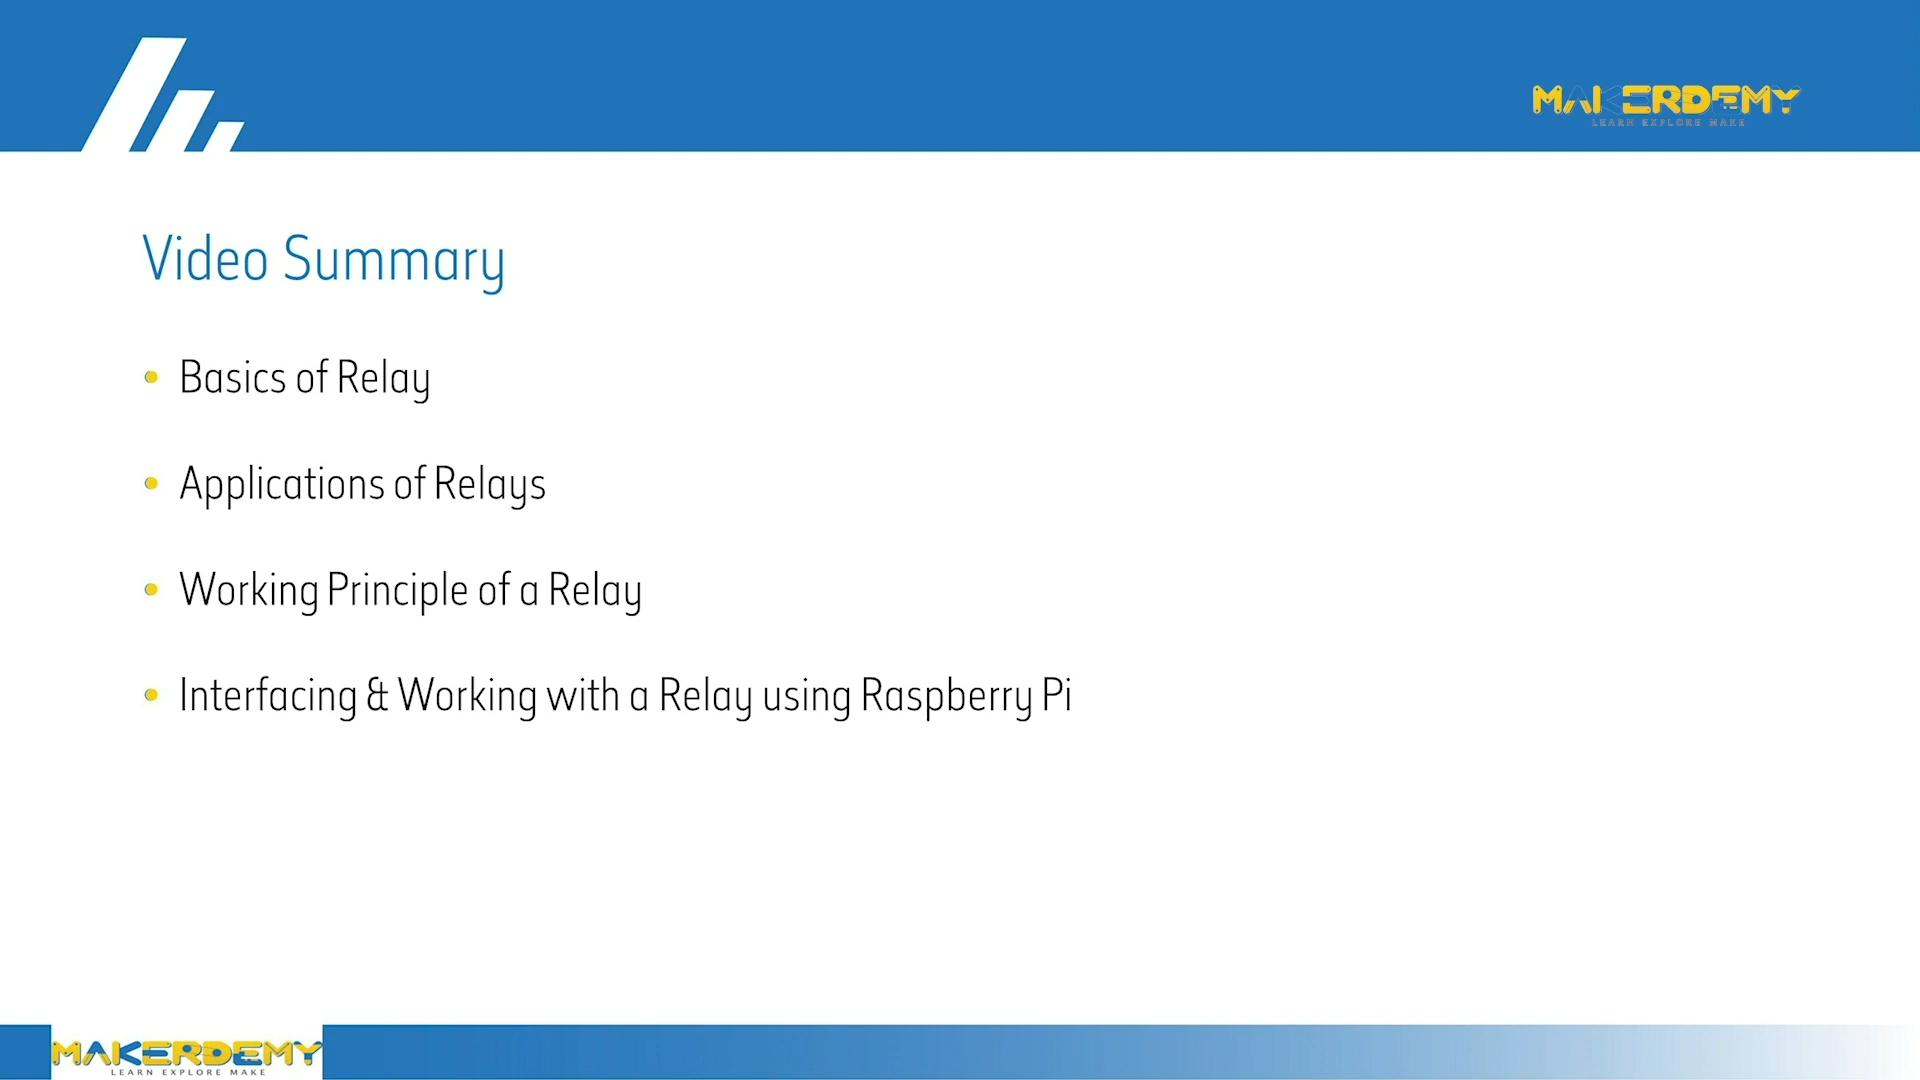 MAKERDEMY
LEARN EXPLORE MAKE
Video Summary
• Basics of Relay
• Applications of Relays
• Working Principle of a Relay
• Interfacing & Working with a Relay using Raspberry Pi
MAKERDEMY
LEARN EXPLORE MAKE